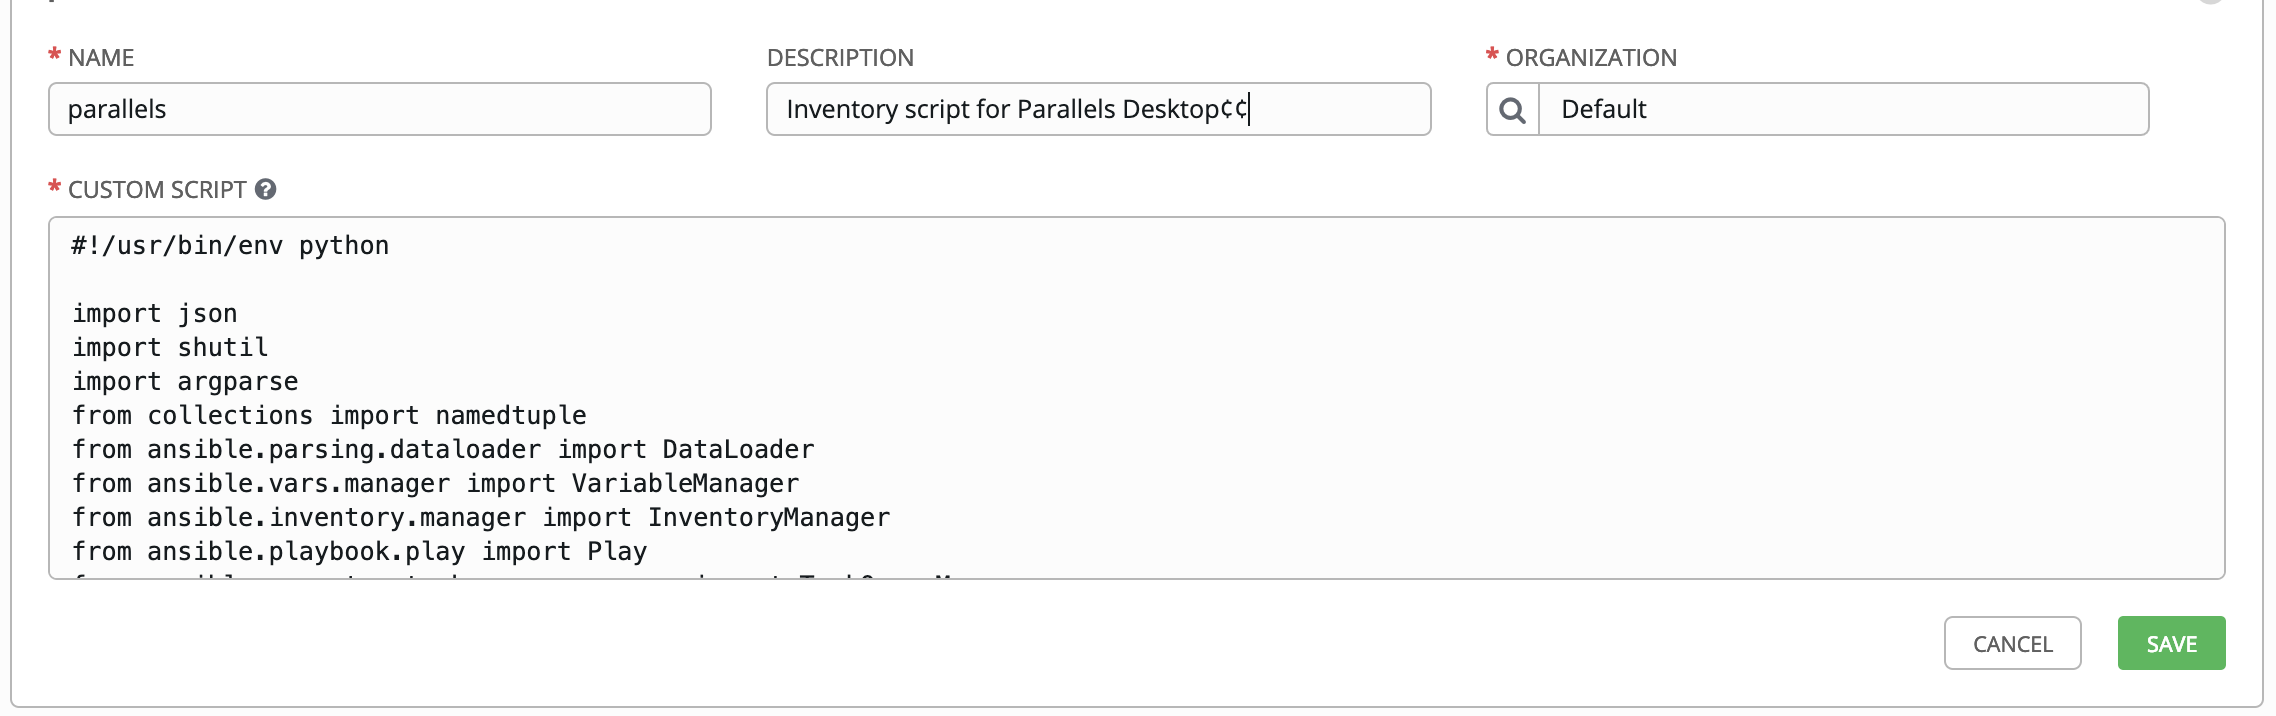 * NAME
DESCRIPTION
* ORGANIZATION
parallels
Inventory script for Parallels Desktop¢¢
Default
* CUSTOM SCRIPT ?
#!/usr/bin/env python
import json
import shutil
import argparse
from collections import namedtuple
from ansible.parsing.dataloader import DataLoader
from ansible.vars.manager import VariableManager
from ansible.inventory.manager import InventoryManager
from ansible.playbook.play import Play
CANCEL
SAVE